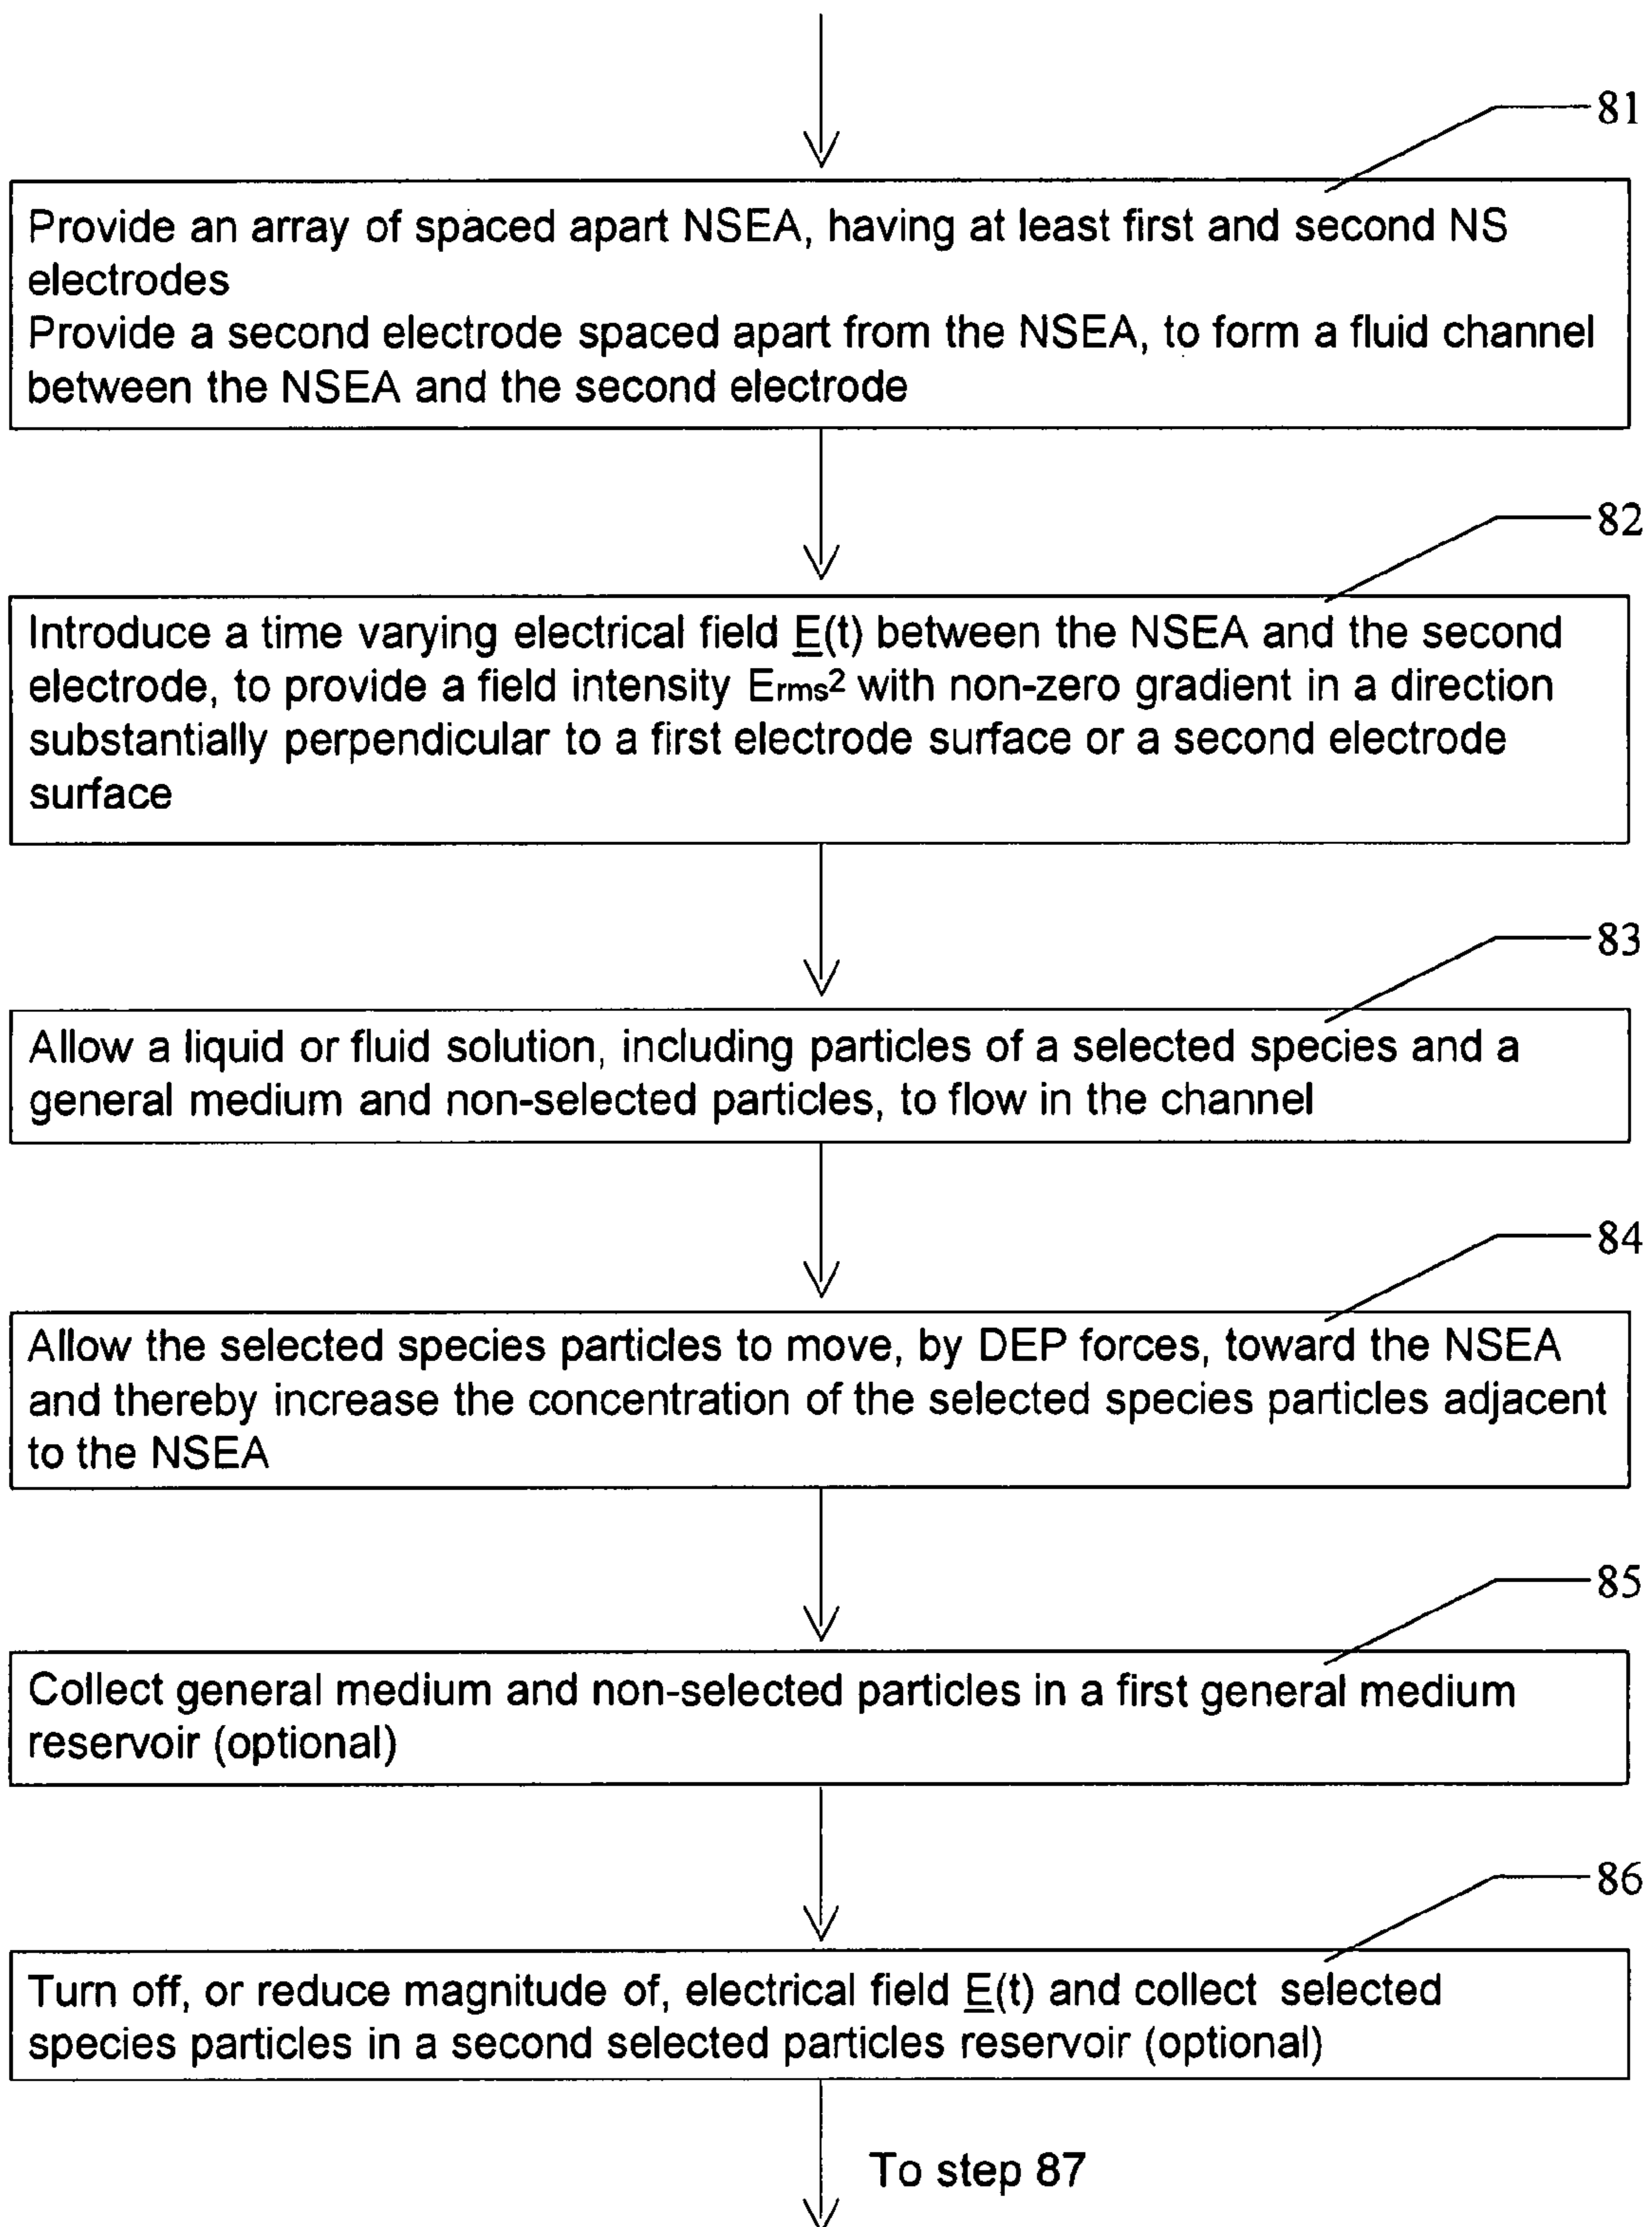 81
Provide an array of spaced apart NSEA, having at least first and second NS
electrodes
Provide a second electrode spaced apart from the NSEA, to form a fluid channel
between the NSEA and the second electrode
82
Introduce a time varying electrical field E(t) between the NSEA and the second
electrode, to provide a field intensity Erms² with non-zero gradient in a direction
substantially perpendicular to a first electrode surface or a second electrode
surface
83
Allow a liquid or fluid solution, including particles of a selected species and a
general medium and non-selected particles, to flow in the channel
84
Allow the selected species particles to move, by DEP forces, toward the NSEA
and thereby increase the concentration of the selected species particles adjacent
to the NSEA
85
Collect general medium and non-selected particles in a first general medium
reservoir (optional)
86
Turn off, or reduce magnitude of, electrical field E(t) and collect selected
species particles in a second selected particles reservoir (optional)
To step 87